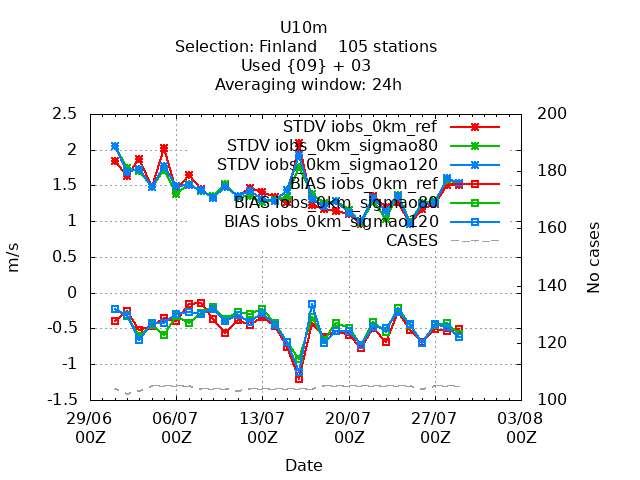 U10m
Selection: Finland    105 stations
Used {09} + 03
Averaging window: 24h
2.5
2
1.5
1
0.5
0
-0.5
-1
-1.5
m/s
200
180
160
140
120
100
No cases
STDV iobs_0km_ref
STDV iobs_0km_sigmao80
STDV iobs_0km_sigmao120
BIAS iobs_0km_ref
BIAS iobs_0km_sigmao80
BIAS iobs_0km_sigmao120
CASES
29/06 06/07 13/07 20/07 27/07 03/08
00Z 00Z 00Z 00Z 00Z 00Z
Date